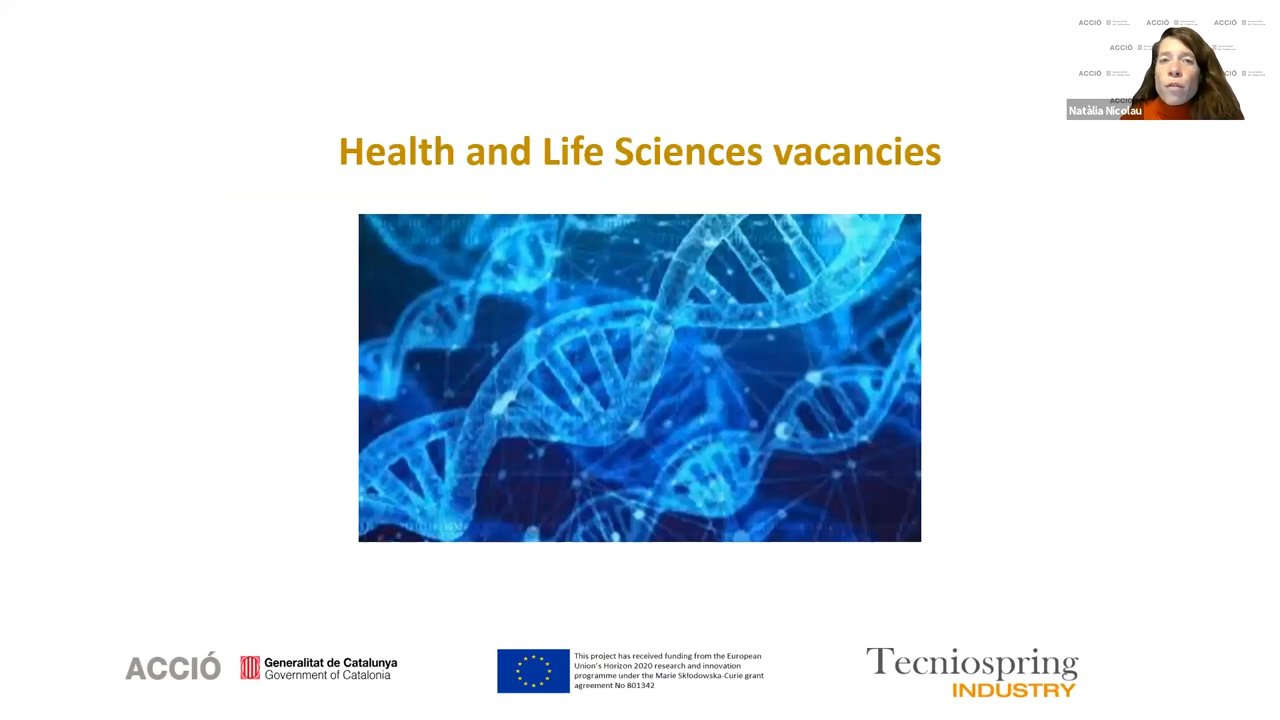 ACCIÓ ACCIÓ ACCIÓ
ACCIÓ
ACCIÓ
ACCIÓ
Natàlia Nicolau
Health and Life Sciences vacancies
ACCIÓ
Generalitat de Catalunya
Government of Catalonia
This project has received funding from the European
Union's Horizon 2020 research and innovation
programme under the Marie Skłodowska-Curie grant
agreement No 801342
Tecniospring
INDUSTRY